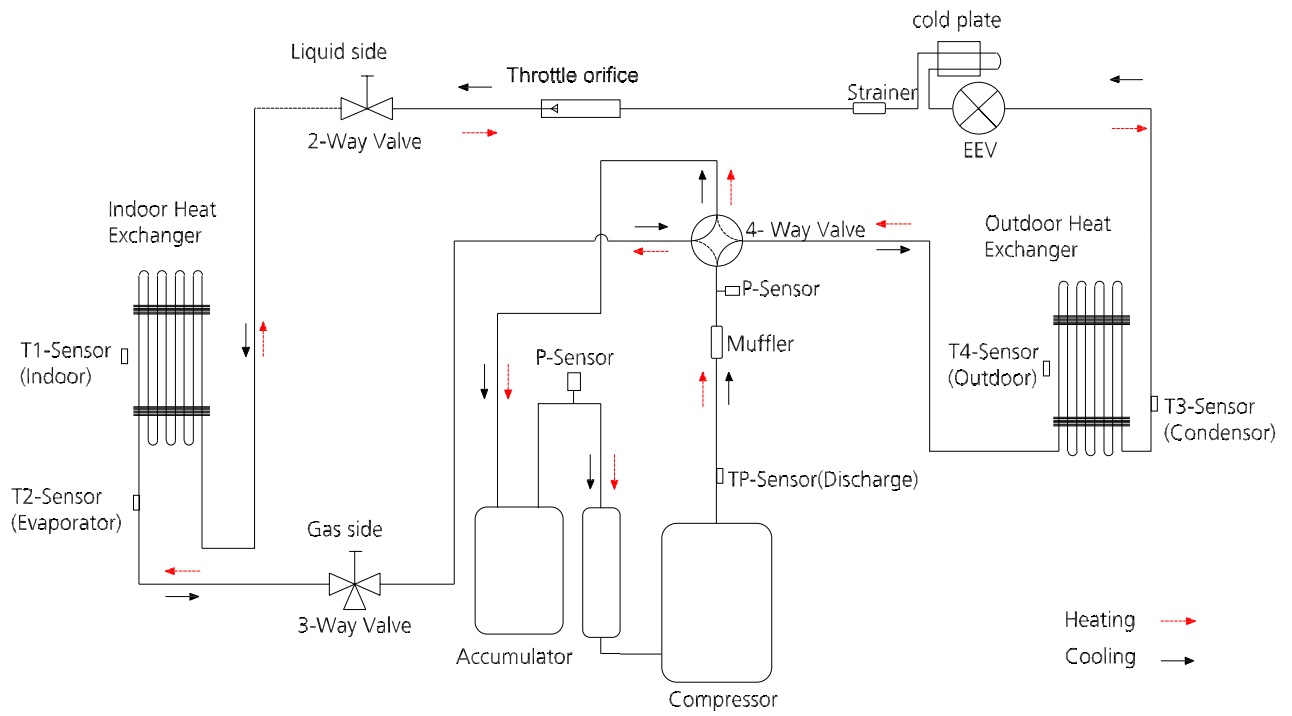 cold plate
Liquid side
Throttle orifice
Strainer
2-Way Valve
EEV
Indoor Heat
Exchanger
4- Way Valve
Outdoor Heat
Exchanger
P-Sensor
Muffler
T1-Sensor
(Indoor)
P-Sensor
T4-Sensor
(Outdoor)
T3-Sensor
(Condensor)
TP-Sensor(Discharge)
T2-Sensor
(Evaporator)
Gas side
3-Way Valve
Heating
Accumulator
Cooling
Compressor